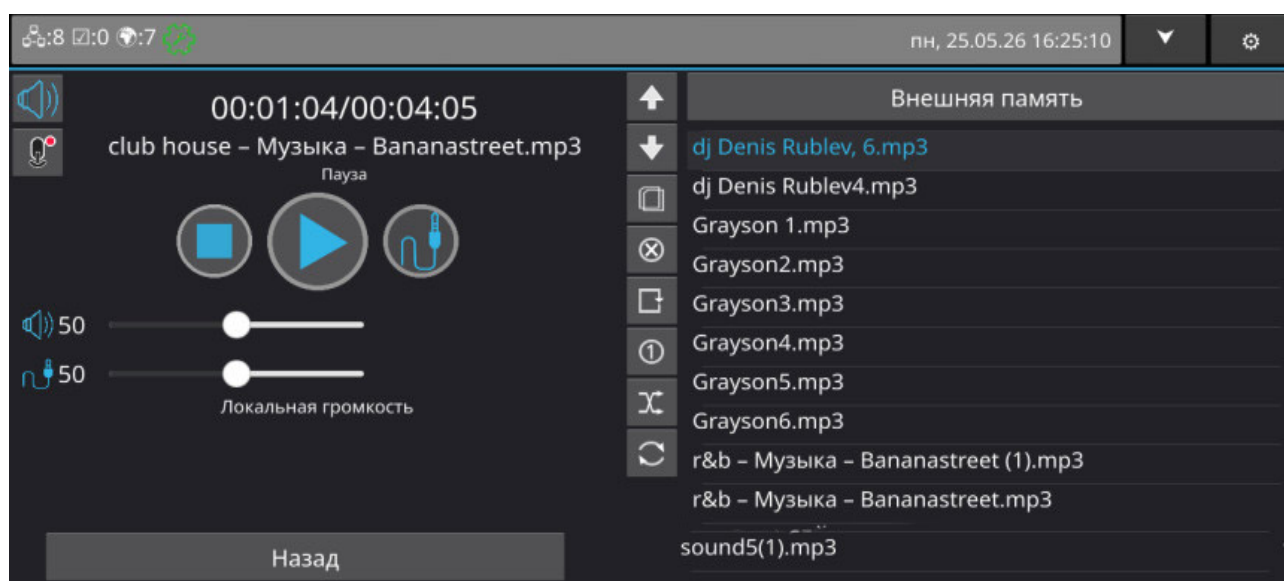 :8 ☑:0 :7
пн, 25.05.26 16:25:10
00:01:04/00:04:05
club house – Музыка – Bananastreet.mp3
Пауза
50
50
Локальная громкость
Назад
1
Внешняя память
dj Denis Rublev, 6.mp3
dj Denis Rublev4.mp3
Grayson 1.mp3
Grayson2.mp3
Grayson3.mp3
Grayson4.mp3
Grayson5.mp3
Grayson6.mp3
r&b – Музыка – Bananastreet (1).mp3
r&b – Музыка – Bananastreet.mp3
sound5(1).mp3